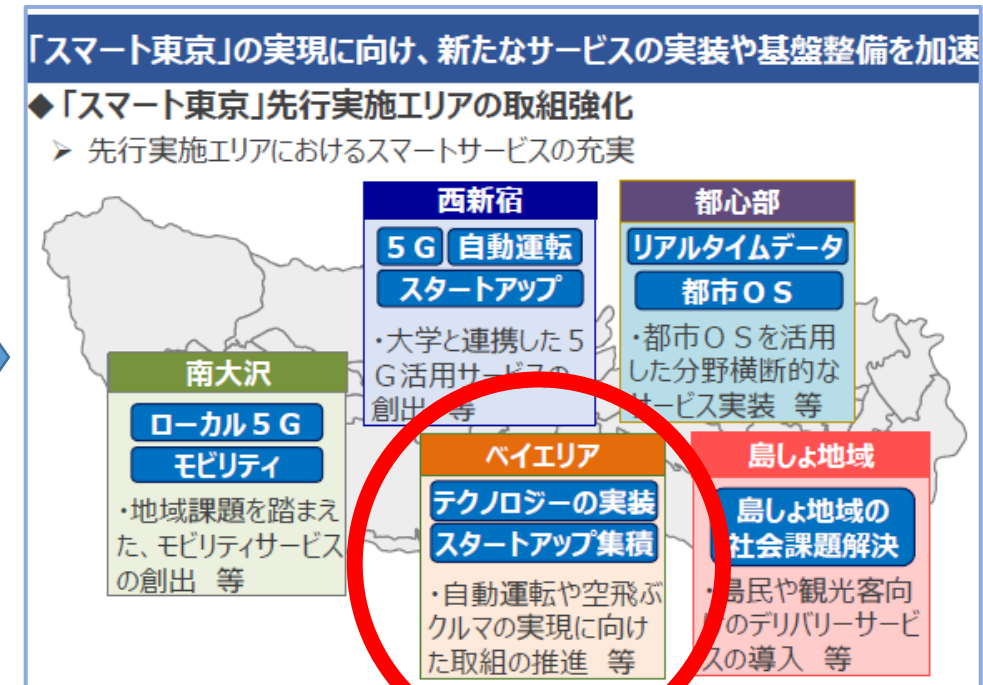 「スマート東京」の実現に向け、新たなサービスの実装や基盤整備を加速
◆「スマート東京」先行実施エリアの取組強化
➢ 先行実施エリアにおけるスマートサービスの充実
西新宿
５Ｇ 自動運転
スタートアップ
・大学と連携した５
Ｇ活用サービスの
創出 等
都心部
リアルタイムデータ
都市ＯＳ
・都市ＯＳを活用
した分野横断的な
サービス実装 等
南大沢
ローカル５Ｇ
モビリティ
・地域課題を踏まえ
た、モビリティサービス
の創出 等
ベイエリア
テクノロジーの実装
スタートアップ集積
・自動運転や空飛ぶ
クルマの実現に向け
た取組の推進 等
島しょ地域
島しょ地域の
社会課題解決
・島民や観光客向
けのデリバリーサービ
スの導入 等